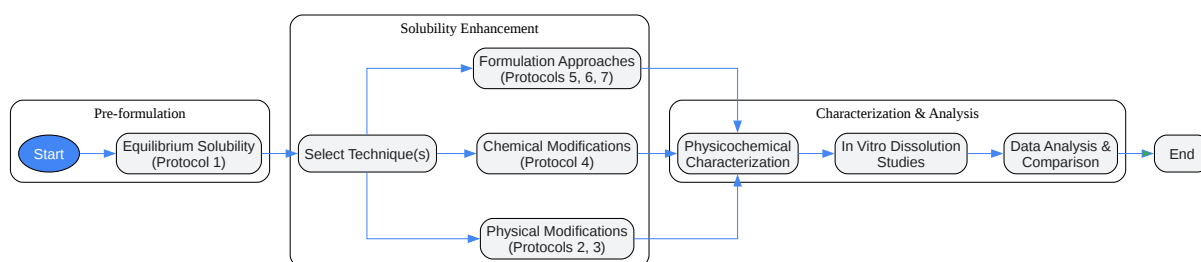 Pre-formulation
Start
Equilibrium Solubility
(Protocol 1)
Solubility Enhancement
Select Technique(s)
Formulation Approaches
(Protocols 5, 6, 7)
Chemical Modifications
(Protocol 4)
Physical Modifications
(Protocols 2, 3)
Characterization & Analysis
Physicochemical
Characterization
In Vitro Dissolution
Studies
Data Analysis &
Comparison
End